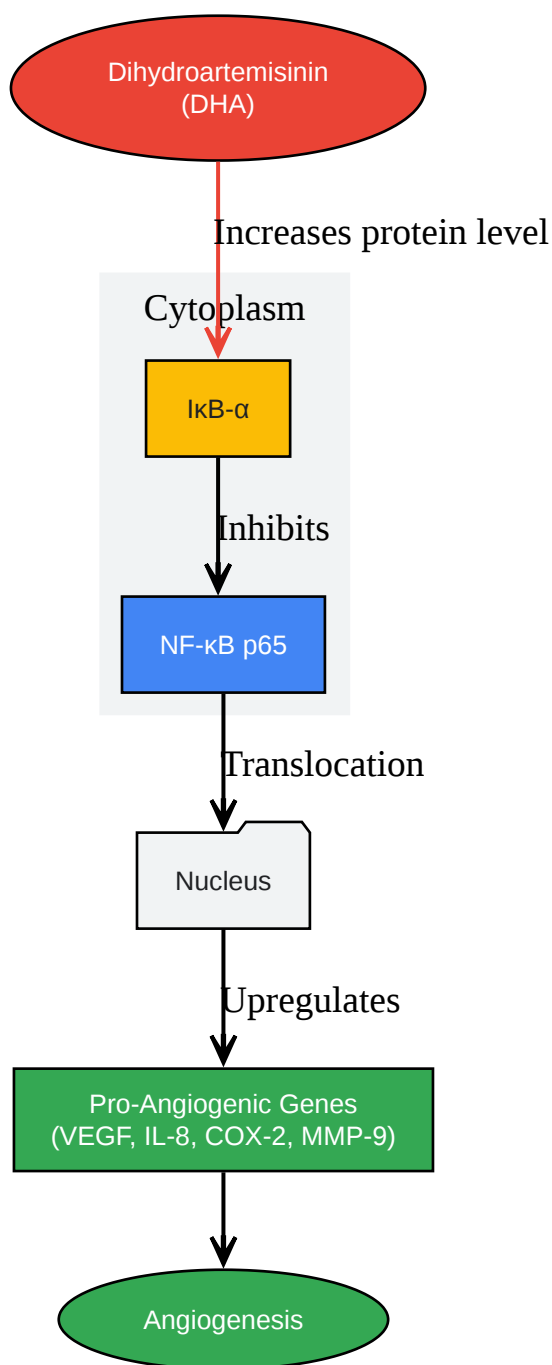 Dihydroartemisinin
(DHA)
Increases protein level
Cytoplasm
IκB-α
Inhibits
NF-κB p65
Translocation
Nucleus
Upregulates
Pro-Angiogenic Genes
(VEGF, IL-8, COX-2, MMP-9)
Angiogenesis